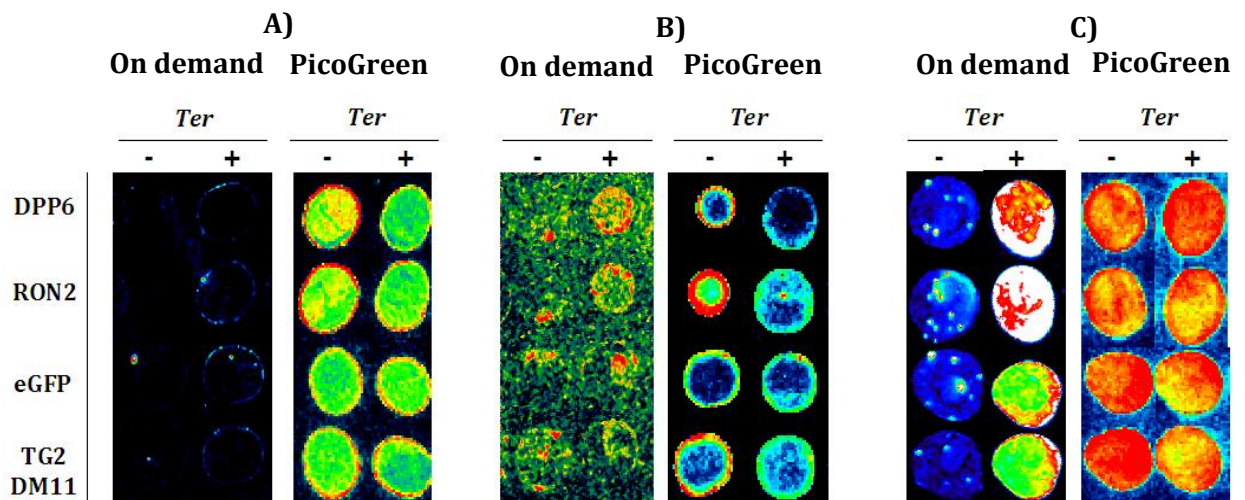 A) B) C)
On demand PicoGreen On demand PicoGreen On demand PicoGreen
Ter Ter Ter Ter Ter Ter
- + - + - + - + - + - +
DPP6
RON2
eGFP
TG2
DM11